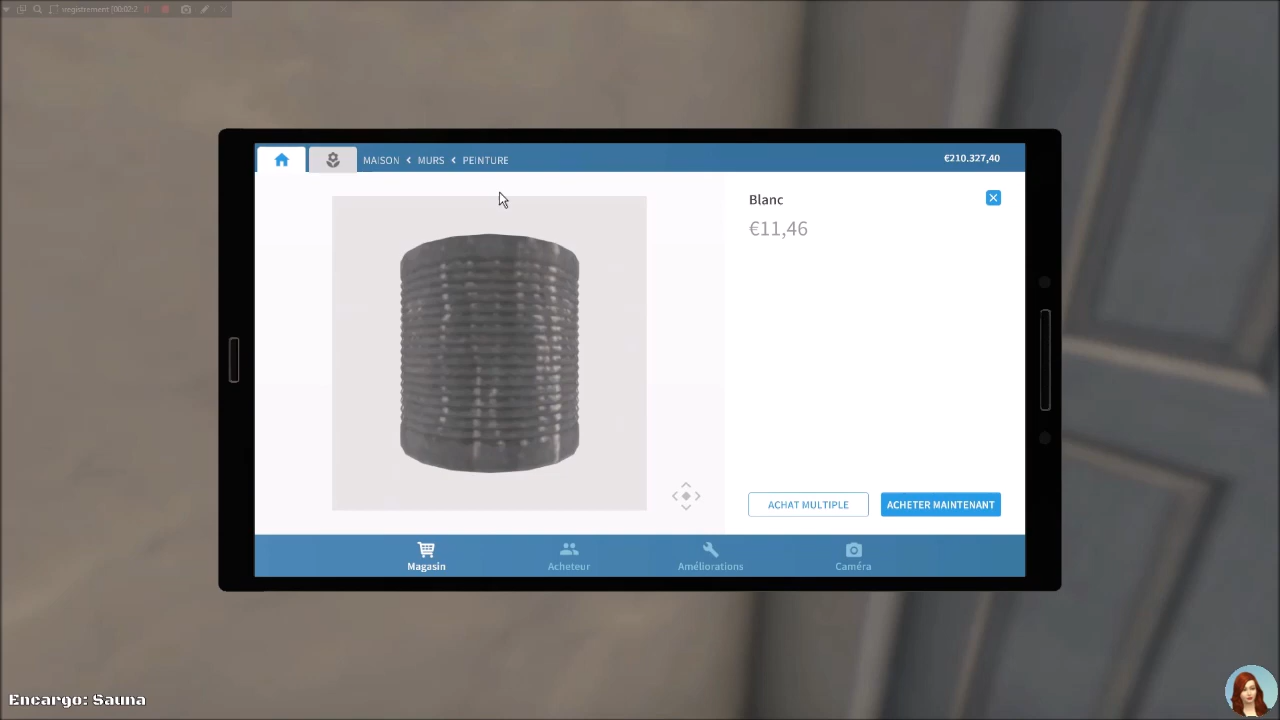 MAISON < MURS < PEINTURE
€210.327,40
Blanc
€11,46
ACHAT MULTIPLE
ACHETER MAINTENANT
Magasin
Acheteur
Améliorations
Caméra
Encargo: Sauna